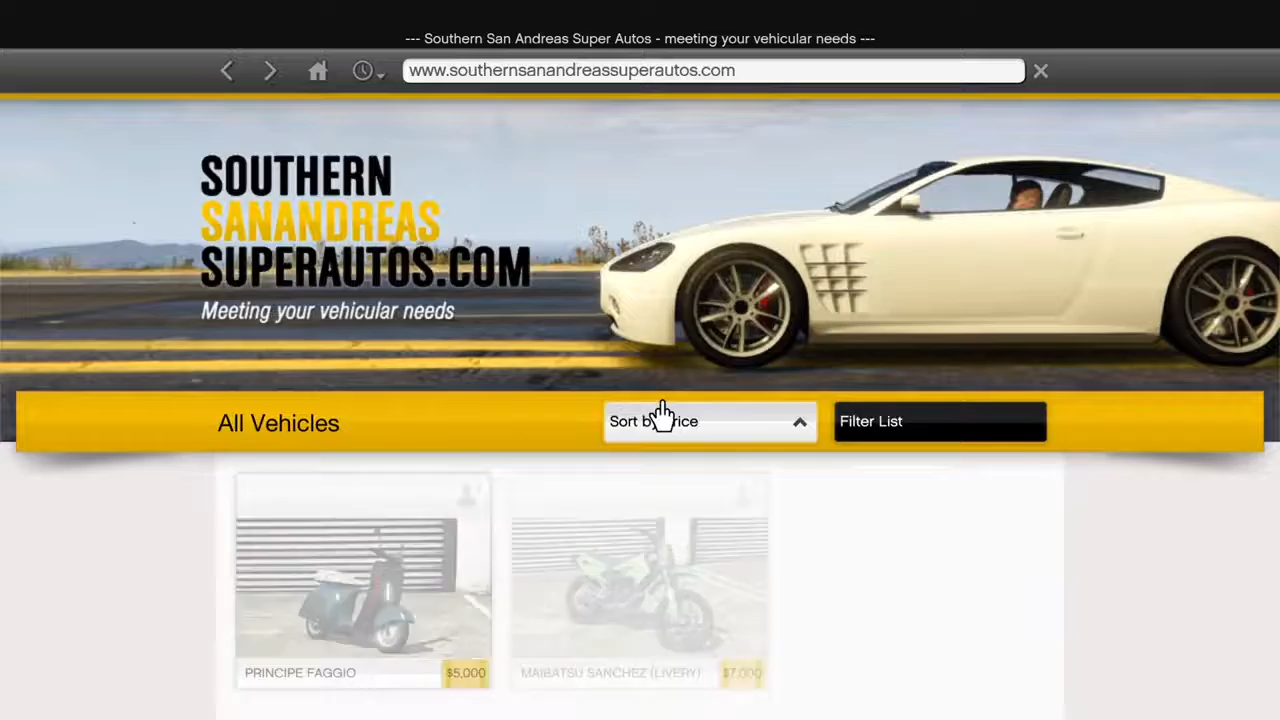 --- Southern San Andreas Super Autos - meeting your vehicular needs ---
www.southernsanandreassuperautos.com
SOUTHERN
SANANDREAS
SUPERAUTOS.COM
Meeting your vehicular needs
All Vehicles
Sort by Price
Filter List
PRINCIPE FAGGIO $5,000
MAIBATSU SANCHEZ (LIVERY) $7,000